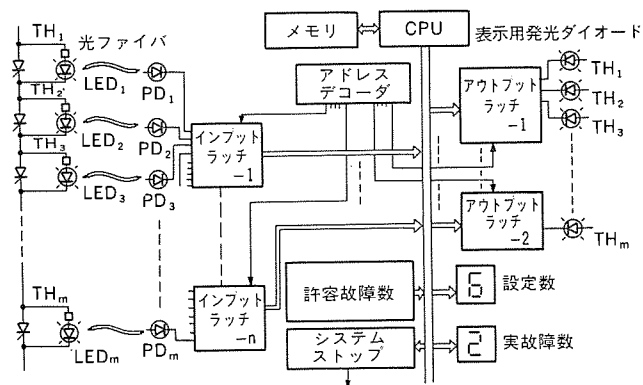 メモリ
CPU
表示用発光ダイオード
TH1
光ファイバ
LED1
PD1
TH2
LED2
PD2
TH3
LED3
PD3
THm
LEDm
PDm
アドレス
デコーダ
インプット
ラッチ
-1
インプット
ラッチ
-n
アウトプット
ラッチ
-1
TH1
TH2
TH3
アウトプット
ラッチ
-2
THm
許容故障数
6
設定数
システム
ストップ
2
実故障数